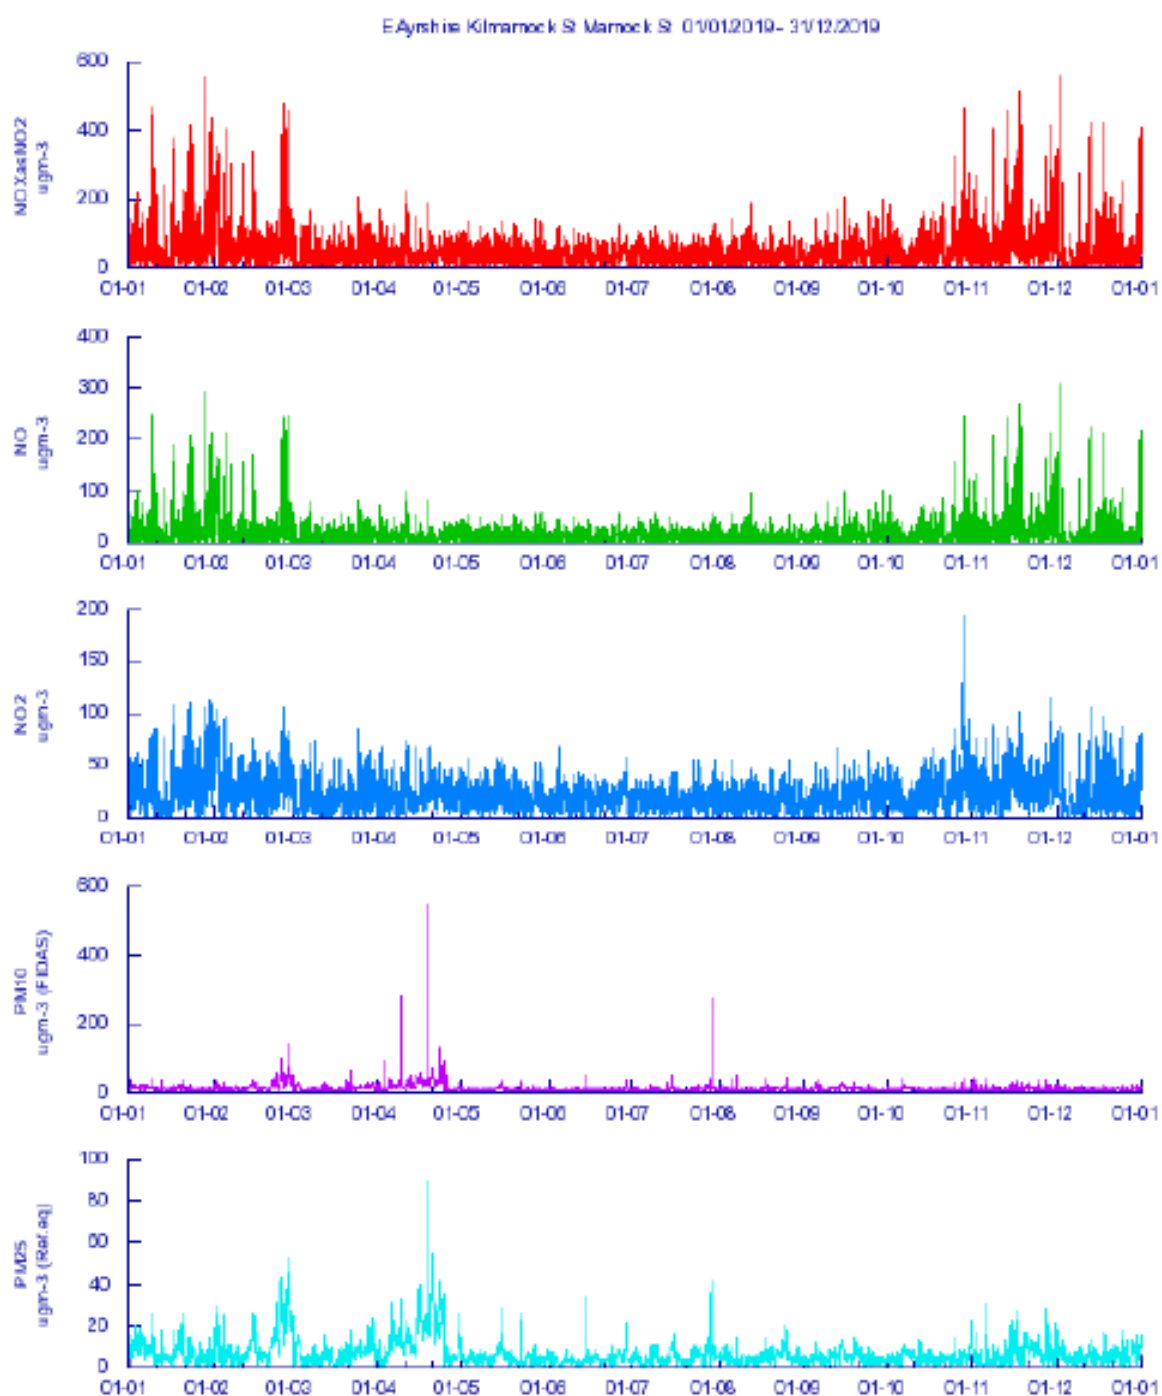 E Ayrshire Kilmarnock St Marnock St 01/01/2019 - 31/12/2019
600
400
200
0
NOXasNO2
ugm-3
01-01 01-02 01-03 01-04 01-05 01-06 01-07 01-08 01-09 01-10 01-11 01-12 01-01
400
300
200
100
0
NO
ugm-3
01-01 01-02 01-03 01-04 01-05 01-06 01-07 01-08 01-09 01-10 01-11 01-12 01-01
200
150
100
50
0
NO2
ugm-3
01-01 01-02 01-03 01-04 01-05 01-06 01-07 01-08 01-09 01-10 01-11 01-12 01-01
600
400
200
0
PM10
ugm-3 (FIDAS)
01-01 01-02 01-03 01-04 01-05 01-06 01-07 01-08 01-09 01-10 01-11 01-12 01-01
100
80
60
40
20
0
PM25
ugm-3 (Ref.eq)
01-01 01-02 01-03 01-04 01-05 01-06 01-07 01-08 01-09 01-10 01-11 01-12 01-01